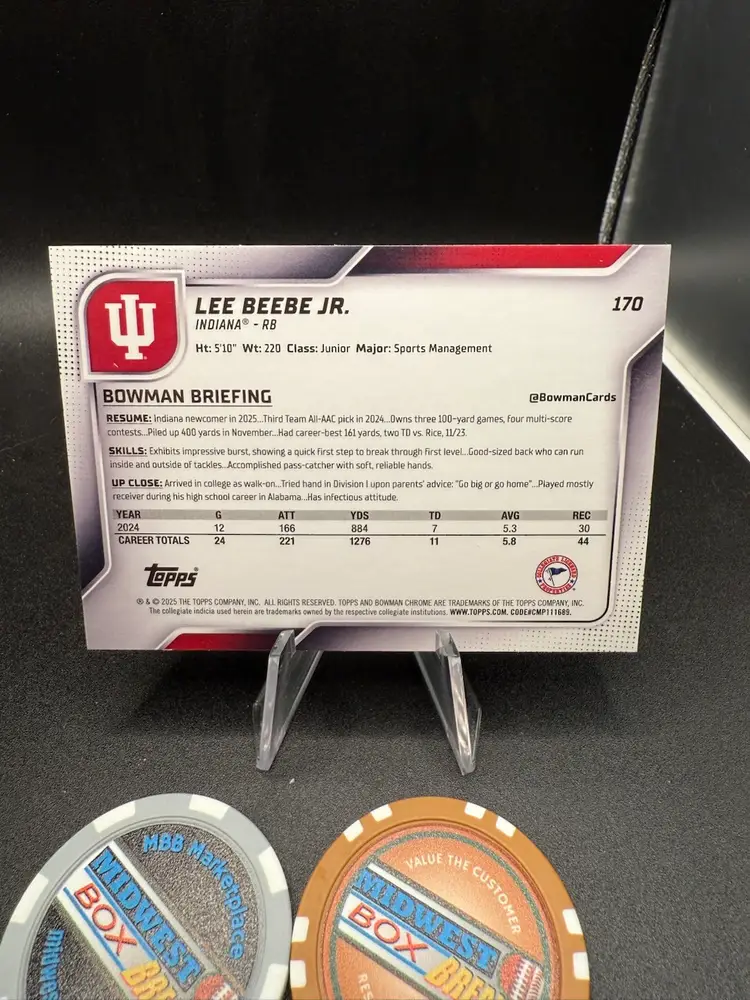 LEE BEEBE JR.
INDIANA® - RB
170
Ht: 5'10" Wt: 220 Class: Junior Major: Sports Management
BOWMAN BRIEFING
@BowmanCards
RESUME: Indiana newcomer in 2025...Third Team All-AAC pick in 2024...Owns three 100-yard games, four multi-score
contests...Piled up 400 yards in November...Had career-best 161 yards, two TD vs. Rice, 11/23.
SKILLS: Exhibits impressive burst, showing a quick first step to break through first level...Good-sized back who can run
inside and outside of tackles...Accomplished pass-catcher with soft, reliable hands.
UP CLOSE: Arrived in college as walk-on...Tried hand in Division I upon parents' advice: "Go big or go home"...Played mostly
receiver during his high school career in Alabama...Has infectious attitude.
YEAR G ATT YDS TD AVG REC
2024 12 166 884 7 5.3 30
CAREER TOTALS 24 221 1276 11 5.8 44
topps
® & © 2025 THE TOPPS COMPANY, INC. ALL RIGHTS RESERVED. TOPPS AND BOWMAN CHROME ARE TRADEMARKS OF THE TOPPS COMPANY, INC.
The collegiate indicia used herein are trademarks owned by the respective collegiate institutions. WWW.TOPPS.COM. CODE#CMP111689.
MBB Marketplace
MIDWEST
BOX
BRE
midwe
VALUE THE CUSTOMER
MIDWEST
BOX
BREA
RES